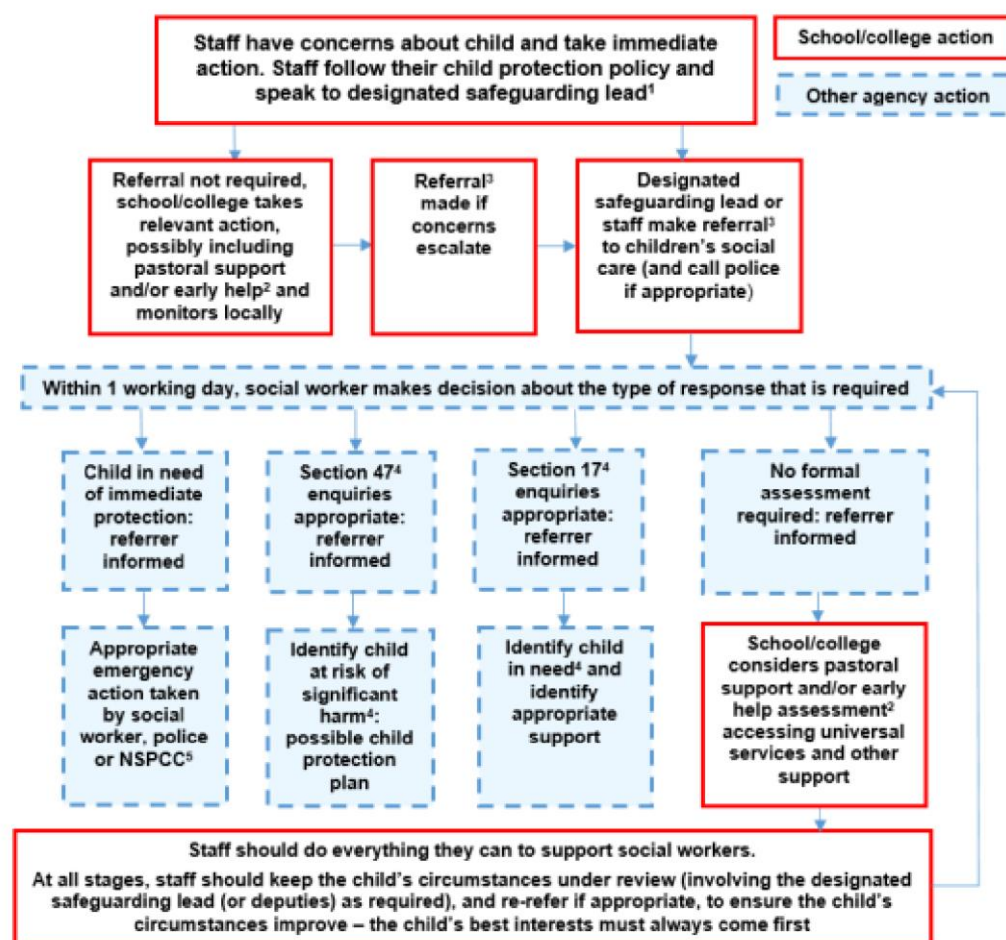 Staff have concerns about child and take immediate
action. Staff follow their child protection policy and
speak to designated safeguarding lead¹
School/college action
Other agency action
Referral not required,
school/college takes
relevant action,
possibly including
pastoral support
and/or early help² and
monitors locally
Referral³
made if
concerns
escalate
Designated
safeguarding lead or
staff make referral³
to children’s social
care (and call police
if appropriate)
Within 1 working day, social worker makes decision about the type of response that is required
Child in need
of immediate
protection:
referrer
informed
Section 47⁴
enquiries
appropriate:
referrer
informed
Section 17⁴
enquiries
appropriate:
referrer
informed
No formal
assessment
required: referrer
informed
Appropriate
emergency
action taken
by social
worker, police
or NSPCC⁵
Identify child
at risk of
significant
harm⁴:
possible child
protection
plan
Identify child
in need⁴ and
identify
appropriate
support
School/college
considers pastoral
support and/or early
help assessment²
accessing universal
services and other
support
Staff should do everything they can to support social workers.
At all stages, staff should keep the child’s circumstances under review (involving the designated
safeguarding lead (or deputies) as required), and re-refer if appropriate, to ensure the child’s
circumstances improve – the child’s best interests must always come first